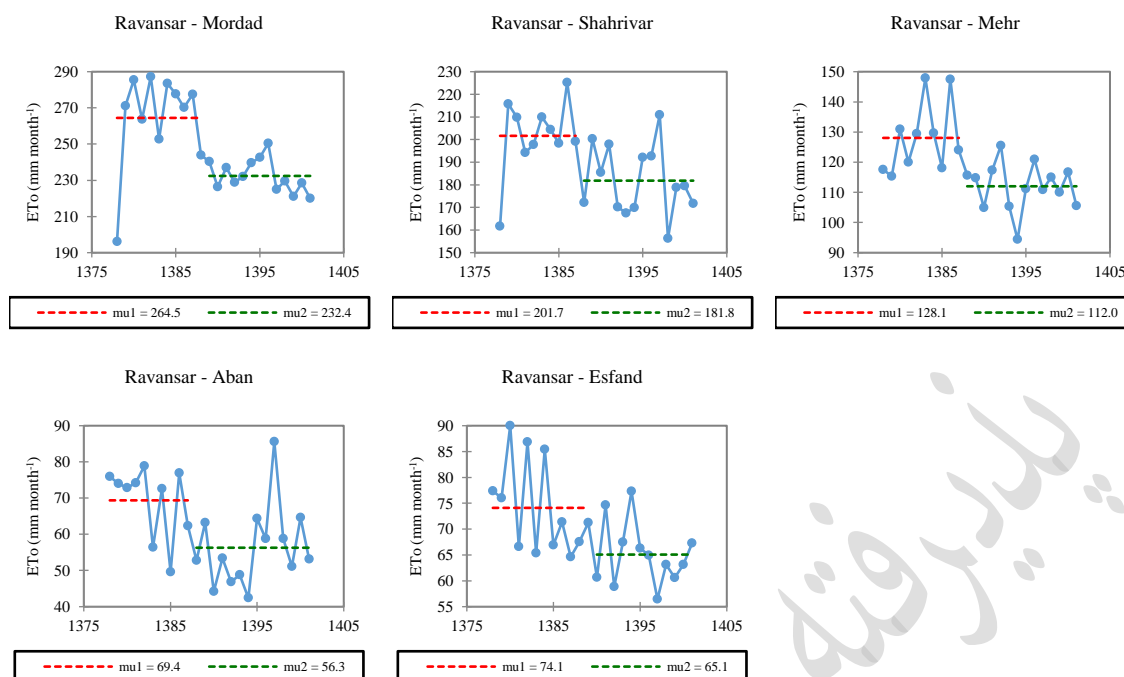 Ravansar - Mordad
ETo (mm month-1)
290
270
250
230
210
190
1375 1385 1395 1405
mu1 = 264.5 mu2 = 232.4
Ravansar - Shahrivar
ETo (mm month-1)
230
220
210
200
190
180
170
160
150
1375 1385 1395 1405
mu1 = 201.7 mu2 = 181.8
Ravansar - Mehr
ETo (mm month-1)
150
140
130
120
110
100
90
1375 1385 1395 1405
mu1 = 128.1 mu2 = 112.0
Ravansar - Aban
ETo (mm month-1)
90
80
70
60
50
40
1375 1385 1395 1405
mu1 = 69.4 mu2 = 56.3
Ravansar - Esfand
ETo (mm month-1)
90
85
80
75
70
65
60
55
1375 1385 1395 1405
mu1 = 74.1 mu2 = 65.1
پذیرفته